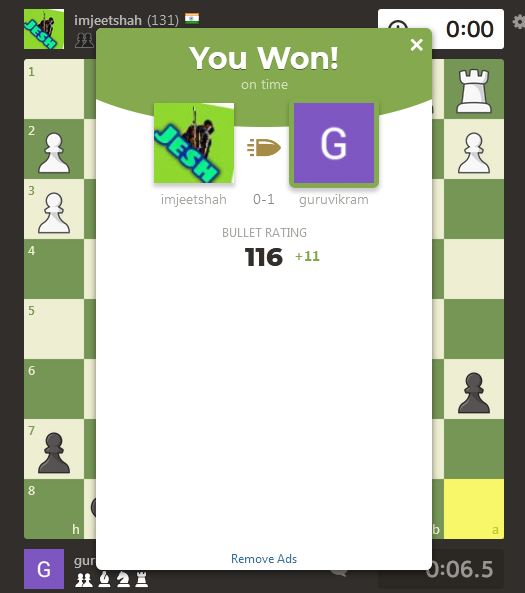 imjeetshah (131)
0:00
You Won!
on time
JESH
JESH
G
imjeetshah
0-1
guruvikram
BULLET RATING
116 +11
1
2
3
4
5
6
7
8
h
b
a
Remove Ads
G
gur
0:06.5